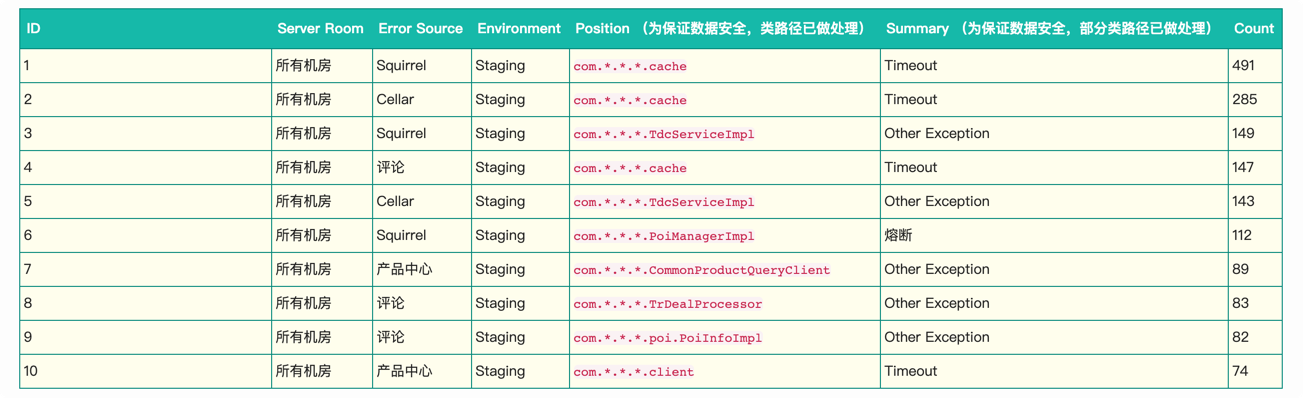 ID Server Room Error Source Environment Position （为保证数据安全，类路径已做处理） Summary （为保证数据安全，部分类路径已做处理） Count
1 所有机房 Squirrel Staging com.*.*.*.cache Timeout 491
2 所有机房 Cellar Staging com.*.*.*.cache Timeout 285
3 所有机房 Squirrel Staging com.*.*.*.TdcServiceImpl Other Exception 149
4 所有机房 评论 Staging com.*.*.*.cache Timeout 147
5 所有机房 Cellar Staging com.*.*.*.TdcServiceImpl Other Exception 143
6 所有机房 Squirrel Staging com.*.*.*.PoiManagerImpl 熔断 112
7 所有机房 产品中心 Staging com.*.*.*.CommonProductQueryClient Other Exception 89
8 所有机房 评论 Staging com.*.*.*.TrDealProcessor Other Exception 83
9 所有机房 评论 Staging com.*.*.*.poi.PoiInfoImpl Other Exception 82
10 所有机房 产品中心 Staging com.*.*.*.client Timeout 74